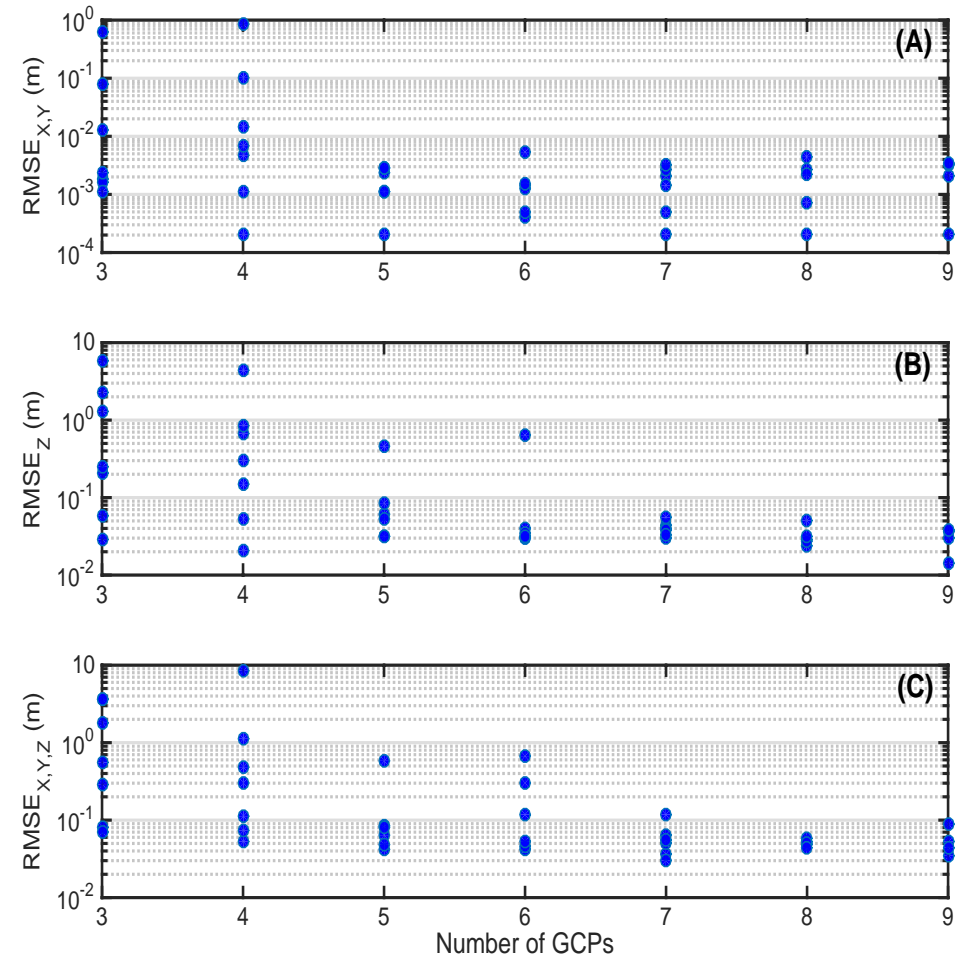 10^0
(A)
10^-1
10^-2
10^-3
10^-4
RMSE_X,Y (m)
3 4 5 6 7 8 9
10
(B)
10^0
10^-1
10^-2
RMSE_Z (m)
3 4 5 6 7 8 9
10
(C)
10^0
10^-1
10^-2
RMSE_X,Y,Z (m)
3 4 5 6 7 8 9
Number of GCPs